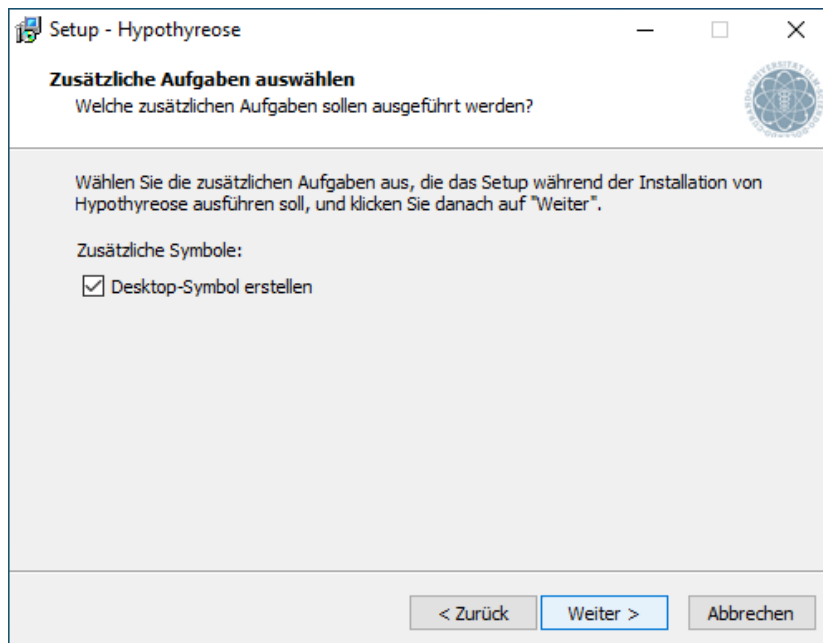 Setup - Hypothyreose
Zusätzliche Aufgaben auswählen
Welche zusätzlichen Aufgaben sollen ausgeführt werden?
Wählen Sie die zusätzlichen Aufgaben aus, die das Setup während der Installation von
Hypothyreose ausführen soll, und klicken Sie danach auf "Weiter".
Zusätzliche Symbole:
Desktop-Symbol erstellen
< Zurück
Weiter >
Abbrechen